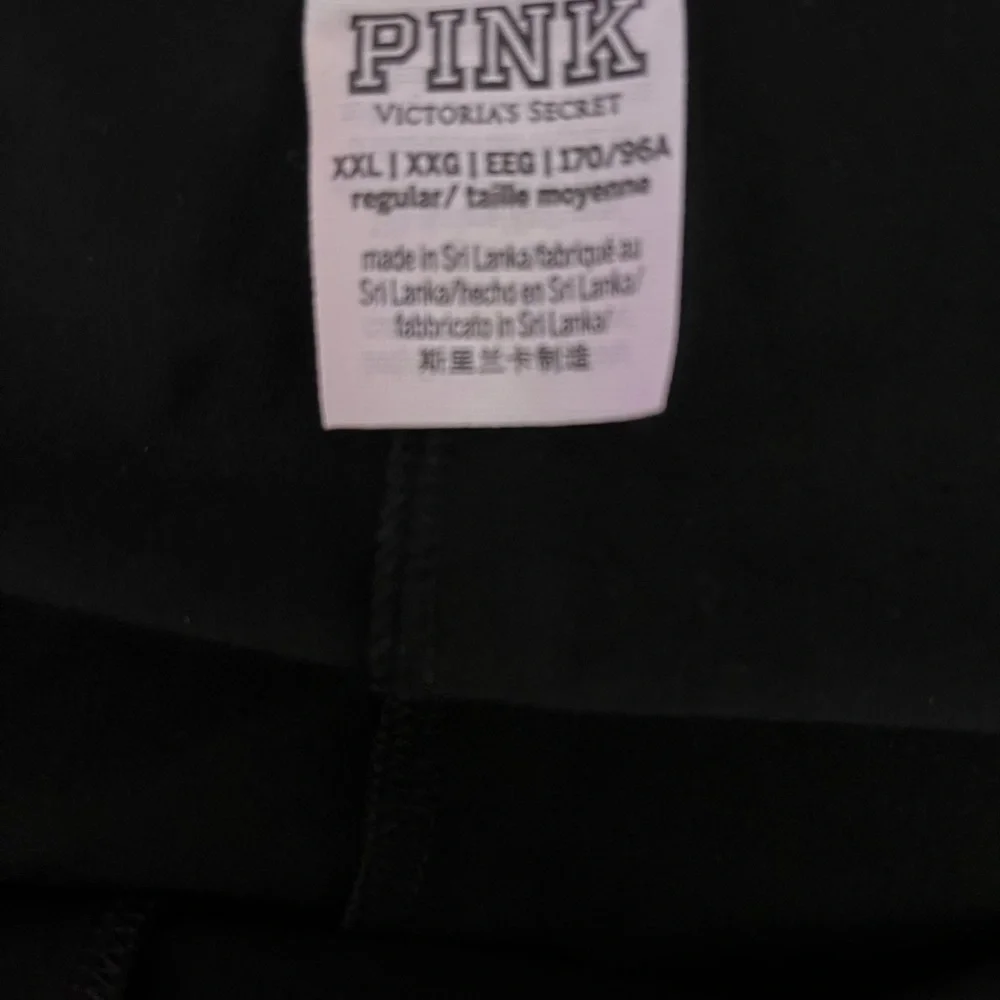 PINK
VICTORIA'S SECRET
XXL | XXG | EEG | 170/96A
regular/ taille moyenne
made in Sri Lanka/fabriqué au
Sri Lanka/hecho en Sri Lanka/
fabbricato in Sri Lanka/
斯里兰卡制造